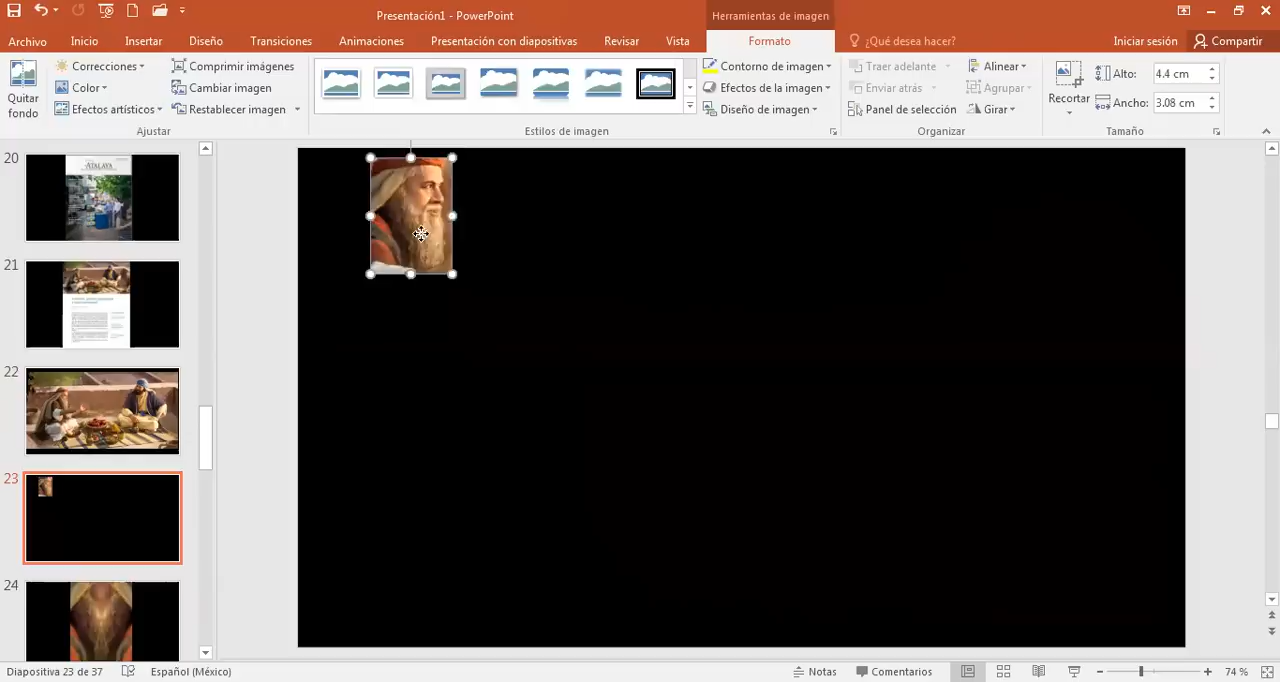 Presentación1 - PowerPoint
Herramientas de imagen
Archivo
Inicio
Insertar
Diseño
Transiciones
Animaciones
Presentación con diapositivas
Revisar
Vista
Formato
¿Qué desea hacer?
Iniciar sesión
Compartir
Quitar fondo
Correcciones
Color
Efectos artísticos
Comprimir imágenes
Cambiar imagen
Restablecer imagen
Ajustar
Estilos de imagen
Contorno de imagen
Efectos de la imagen
Diseño de imagen
Traer adelante
Enviar atrás
Panel de selección
Alinear
Agrupar
Girar
Organizar
Recortar
Alto: 4.4 cm
Ancho: 3.08 cm
Tamaño
20
ATALAYA
21
22
23
24
Diapositiva 23 de 37
Español (México)
Notas
Comentarios
74 %